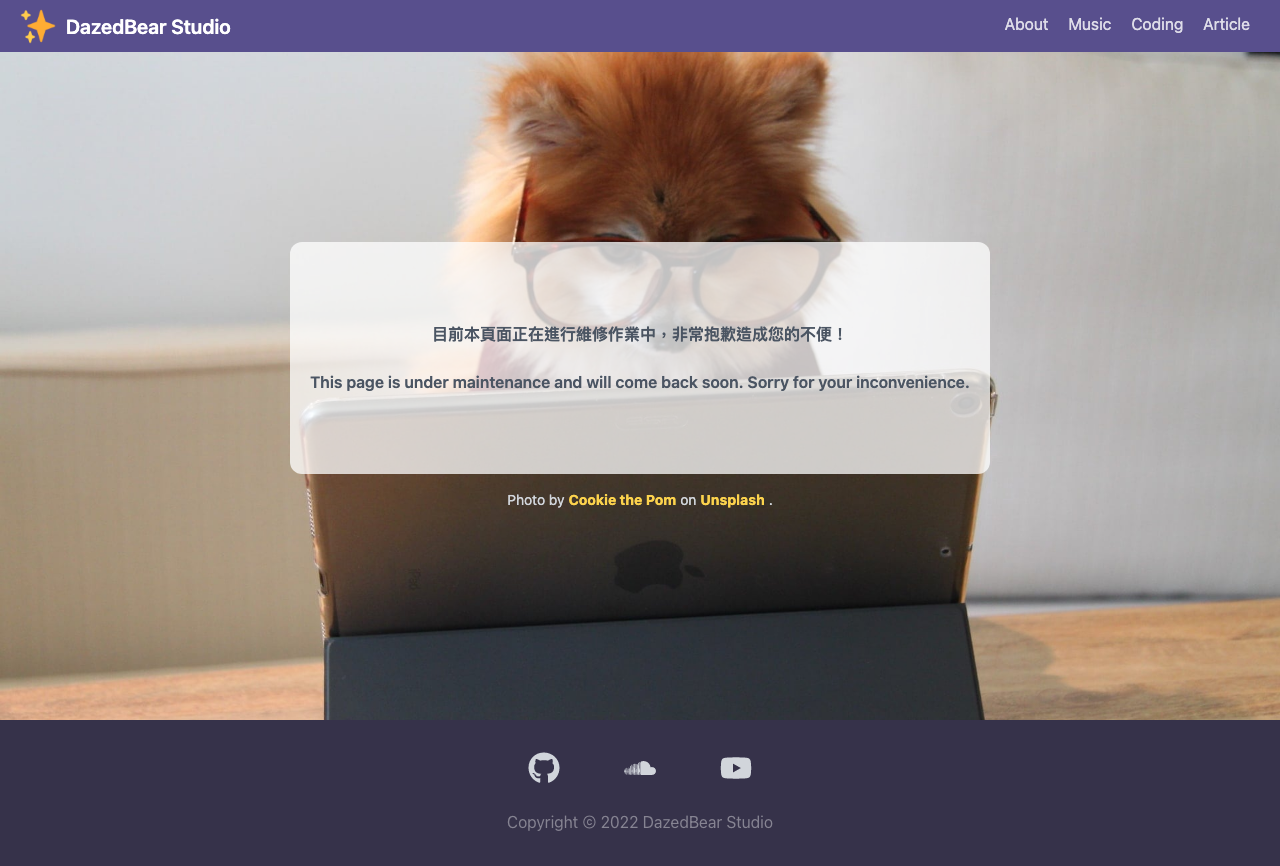 DazedBear Studio
About Music Coding Article
目前本頁面正在進行維修作業中，非常抱歉造成您的不便！
This page is under maintenance and will come back soon. Sorry for your inconvenience.
Photo by Cookie the Pom on Unsplash .
Copyright © 2022 DazedBear Studio